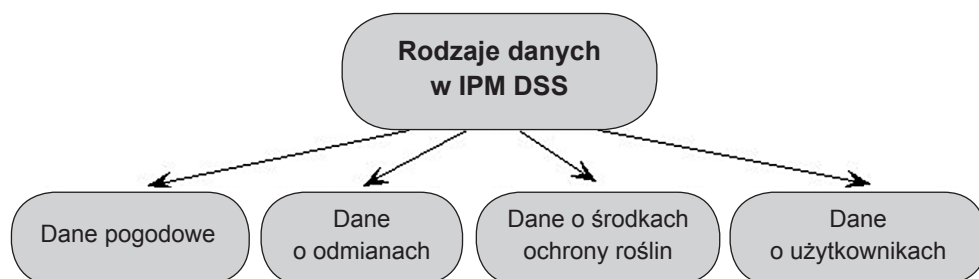 Rodzaje danych
w IPM DSS
Dane pogodowe
Dane
o odmianach
Dane o środkach
ochrony roślin
Dane
o użytkownikach